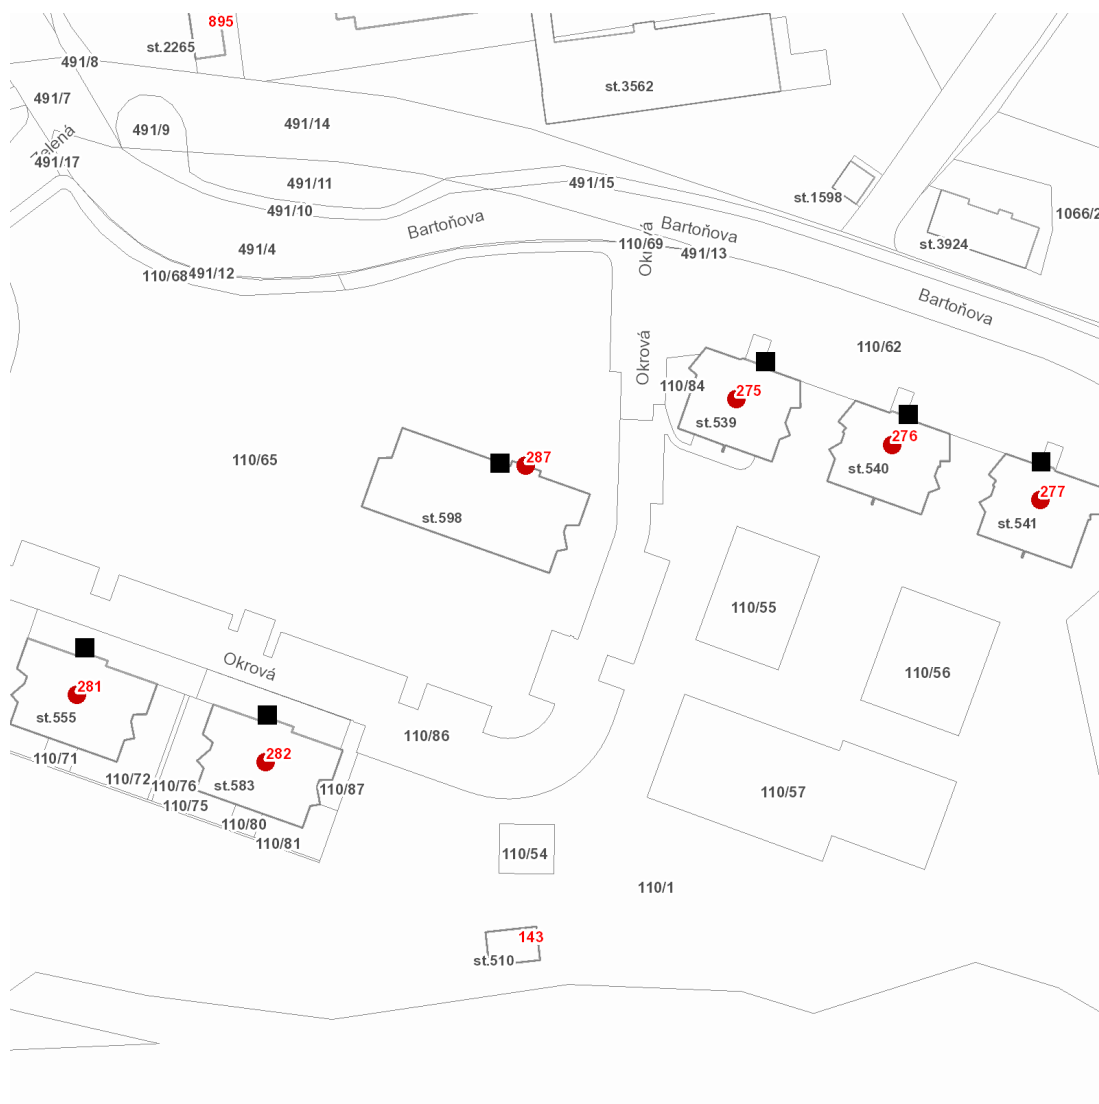 895
st.2265
491/8
st.3562
491/7
491/14
491/9
Zelená
491/17
491/11
491/15
st.1598
491/10
1066/2
Bartoňova
Okrová
Bartoňova
110/69
st.3924
491/4
491/13
110/68
491/12
Bartoňova
110/62
Okrová
110/84
275
st.539
276
287
110/65
st.540
277
st.598
st.541
110/55
Okrová
110/56
281
st.555
110/86
282
110/71
110/72
110/76
st.583
110/87
110/57
110/75
110/80
110/81
110/54
110/1
143
st.510